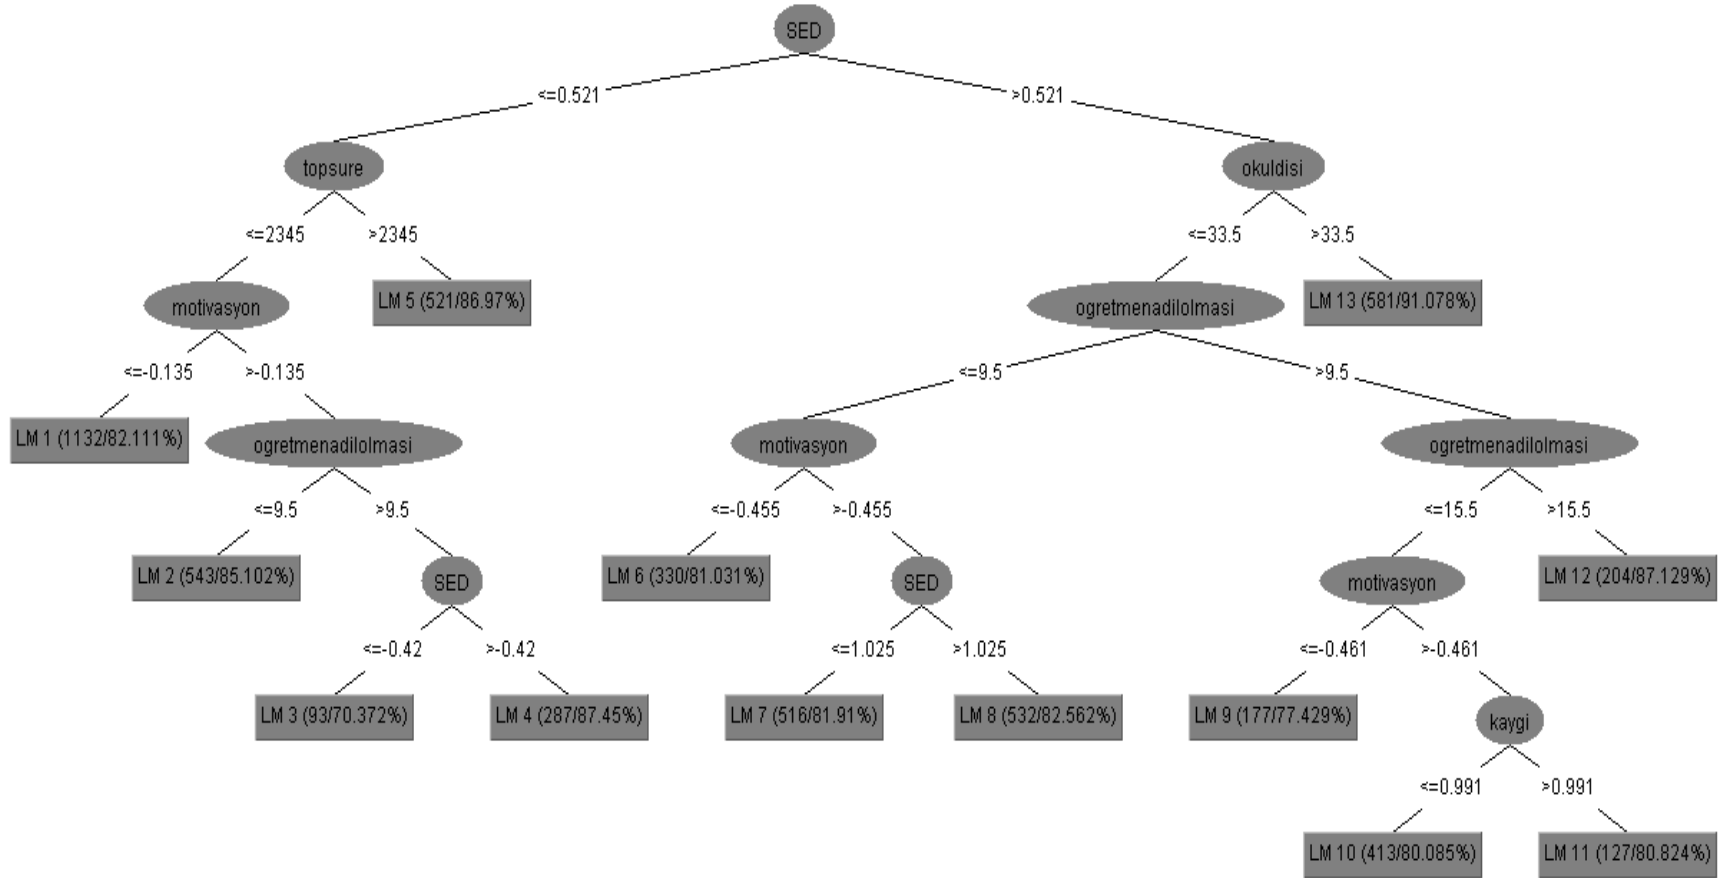 SED
<=0.521
>0.521
topsure
okuldisi
<=2345
>2345
<=33.5
>33.5
motivasyon
LM 5 (521/86.97%)
ogretmenadilolmasi
LM 13 (581/91.078%)
<=-0.135
>-0.135
<=9.5
>9.5
LM 1 (1132/82.111%)
ogretmenadilolmasi
motivasyon
ogretmenadilolmasi
<=9.5
>9.5
<=-0.455
>-0.455
<=15.5
>15.5
LM 2 (543/85.102%)
SED
LM 6 (330/81.031%)
SED
motivasyon
LM 12 (204/87.129%)
<=-0.42
>-0.42
<=1.025
>1.025
<=-0.461
>-0.461
LM 3 (93/70.372%)
LM 4 (287/87.45%)
LM 7 (516/81.91%)
LM 8 (532/82.562%)
LM 9 (177/77.429%)
kaygi
<=0.991
>0.991
LM 10 (413/80.085%)
LM 11 (127/80.824%)